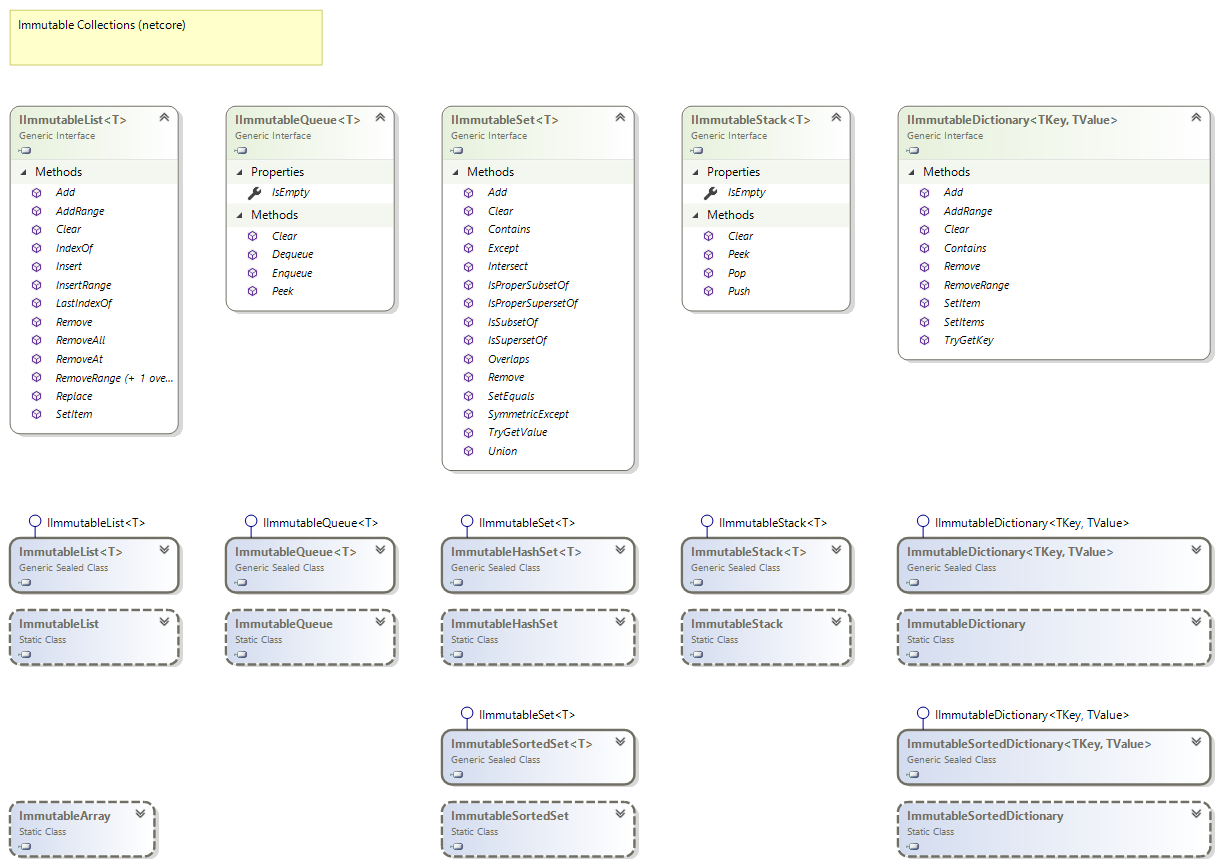 Immutable Collections (netcore)
IImmutableList<T>
Generic Interface
Methods
Add
AddRange
Clear
IndexOf
Insert
InsertRange
LastIndexOf
Remove
RemoveAll
RemoveAt
RemoveRange (+ 1 ove...
Replace
SetItem
IImmutableQueue<T>
Generic Interface
Properties
IsEmpty
Methods
Clear
Dequeue
Enqueue
Peek
IImmutableSet<T>
Generic Interface
Methods
Add
Clear
Contains
Except
Intersect
IsProperSubsetOf
IsProperSupersetOf
IsSubsetOf
IsSupersetOf
Overlaps
Remove
SetEquals
SymmetricExcept
TryGetValue
Union
IImmutableStack<T>
Generic Interface
Properties
IsEmpty
Methods
Clear
Peek
Pop
Push
IImmutableDictionary<TKey, TValue>
Generic Interface
Methods
Add
AddRange
Clear
Contains
Remove
RemoveRange
SetItem
SetItems
TryGetKey
IImmutableList<T>
ImmutableList<T>
Generic Sealed Class
ImmutableList
Static Class
IImmutableQueue<T>
ImmutableQueue<T>
Generic Sealed Class
ImmutableQueue
Static Class
IImmutableSet<T>
ImmutableHashSet<T>
Generic Sealed Class
ImmutableHashSet
Static Class
IImmutableStack<T>
ImmutableStack<T>
Generic Sealed Class
ImmutableStack
Static Class
IImmutableDictionary<TKey, TValue>
ImmutableDictionary<TKey, TValue>
Generic Sealed Class
ImmutableDictionary
Static Class
ImmutableArray
Static Class
IImmutableSet<T>
ImmutableSortedSet<T>
Generic Sealed Class
ImmutableSortedSet
Static Class
IImmutableDictionary<TKey, TValue>
ImmutableSortedDictionary<TKey, TValue>
Generic Sealed Class
ImmutableSortedDictionary
Static Class